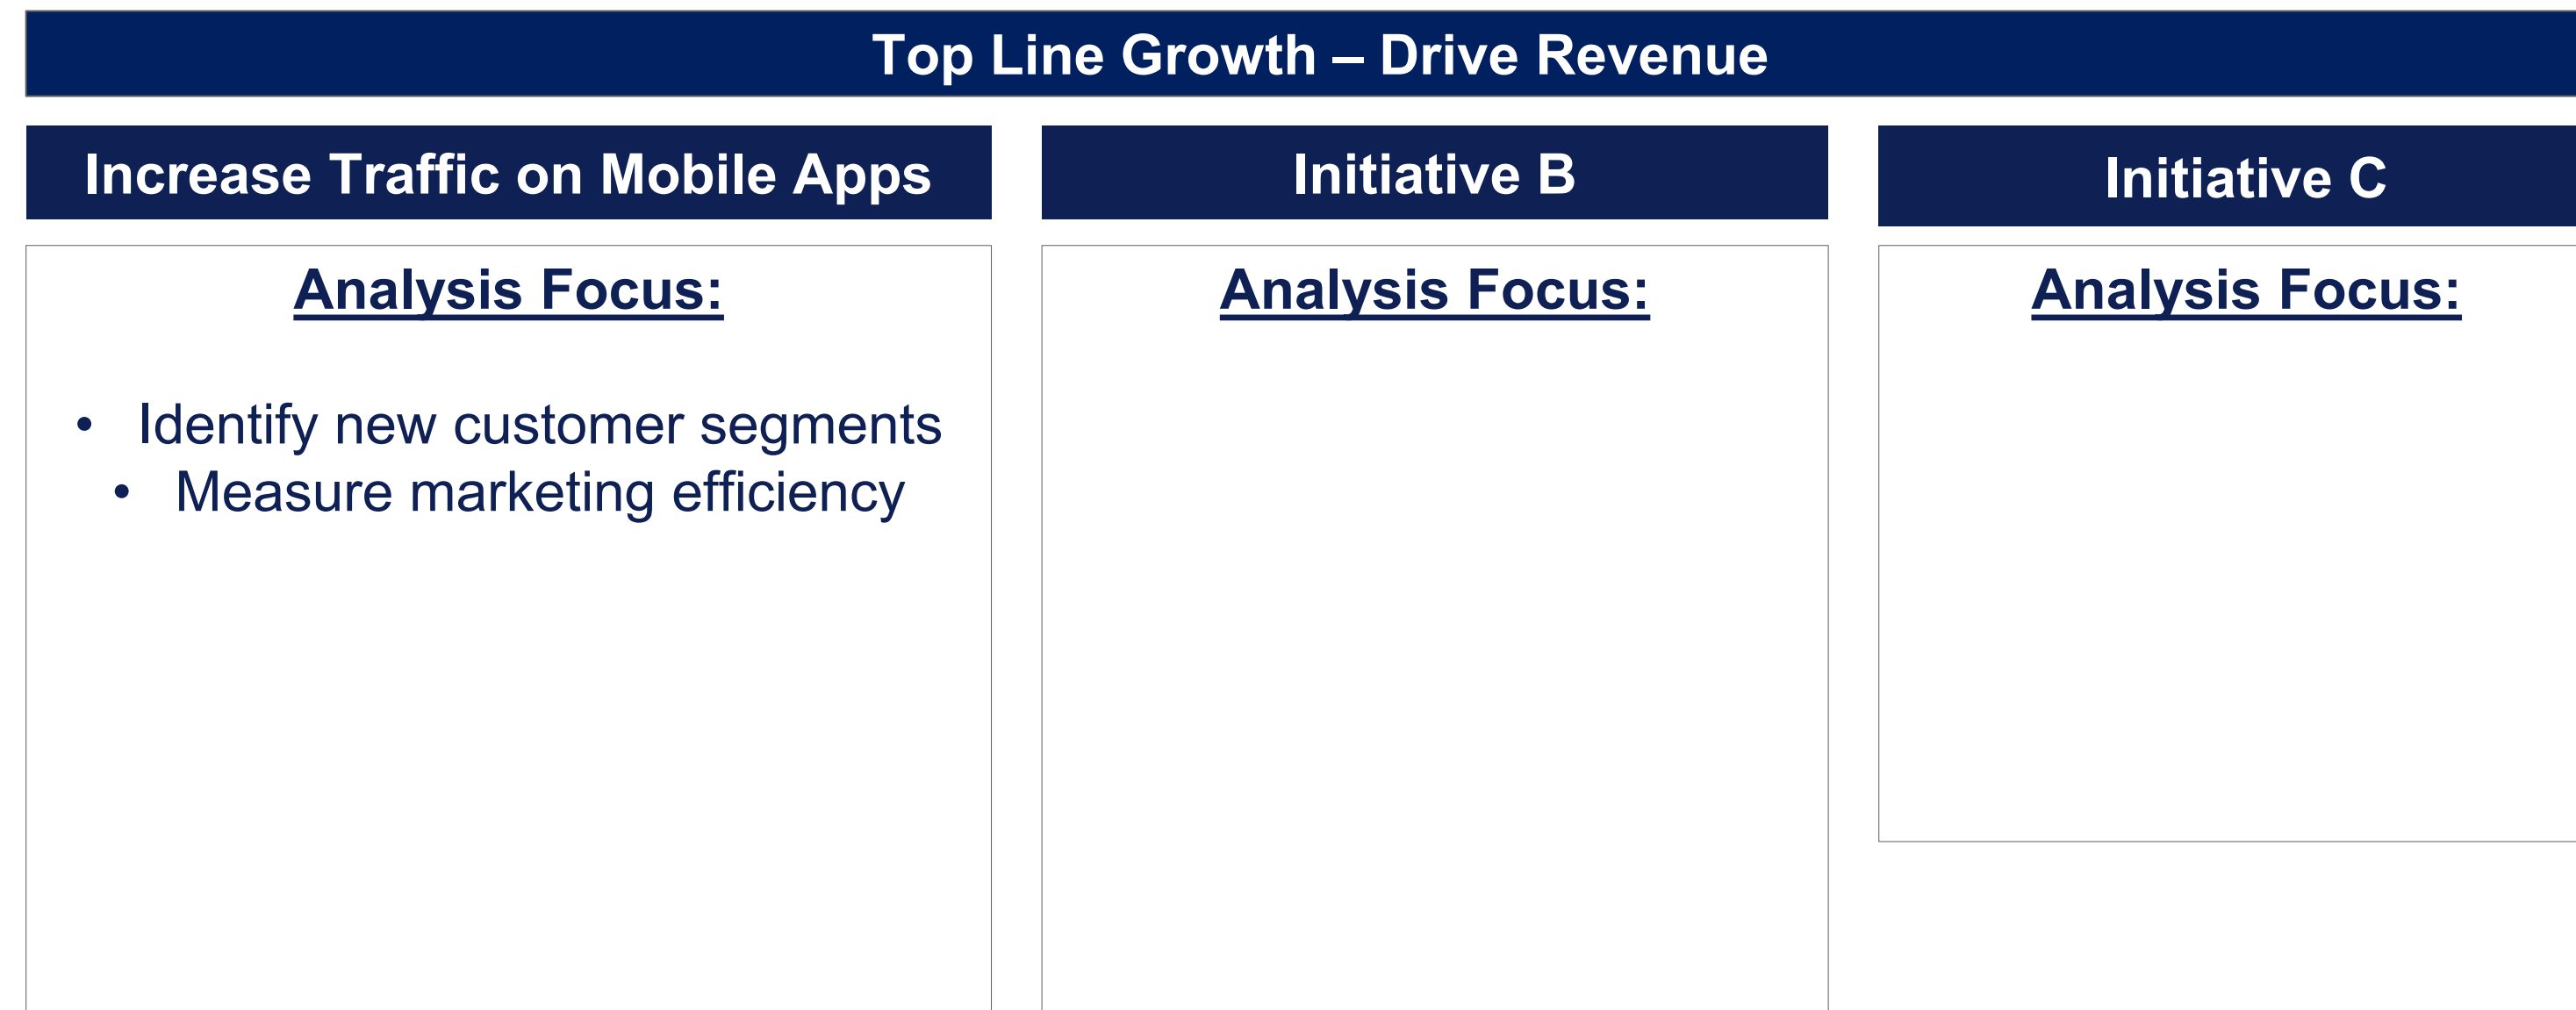 Top Line Growth – Drive Revenue
Increase Traffic on Mobile Apps
Initiative B
Initiative C
Analysis Focus:
• Identify new customer segments
• Measure marketing efficiency
Analysis Focus:
Analysis Focus: